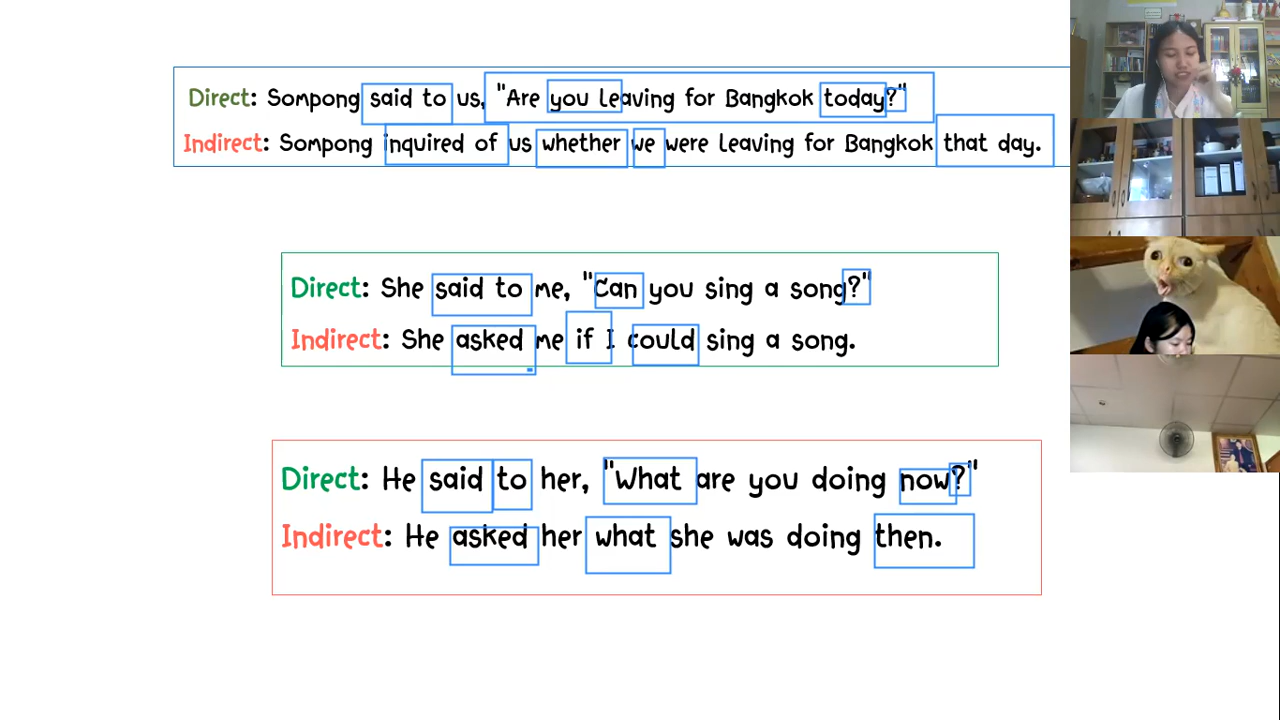 Direct: Sompong said to us, "Are you leaving for Bangkok today?"
Indirect: Sompong inquired of us whether we were leaving for Bangkok that day.
Direct: She said to me, "Can you sing a song?"
Indirect: She asked me if I could sing a song.
Direct: He said to her, "What are you doing now?"
Indirect: He asked her what she was doing then.